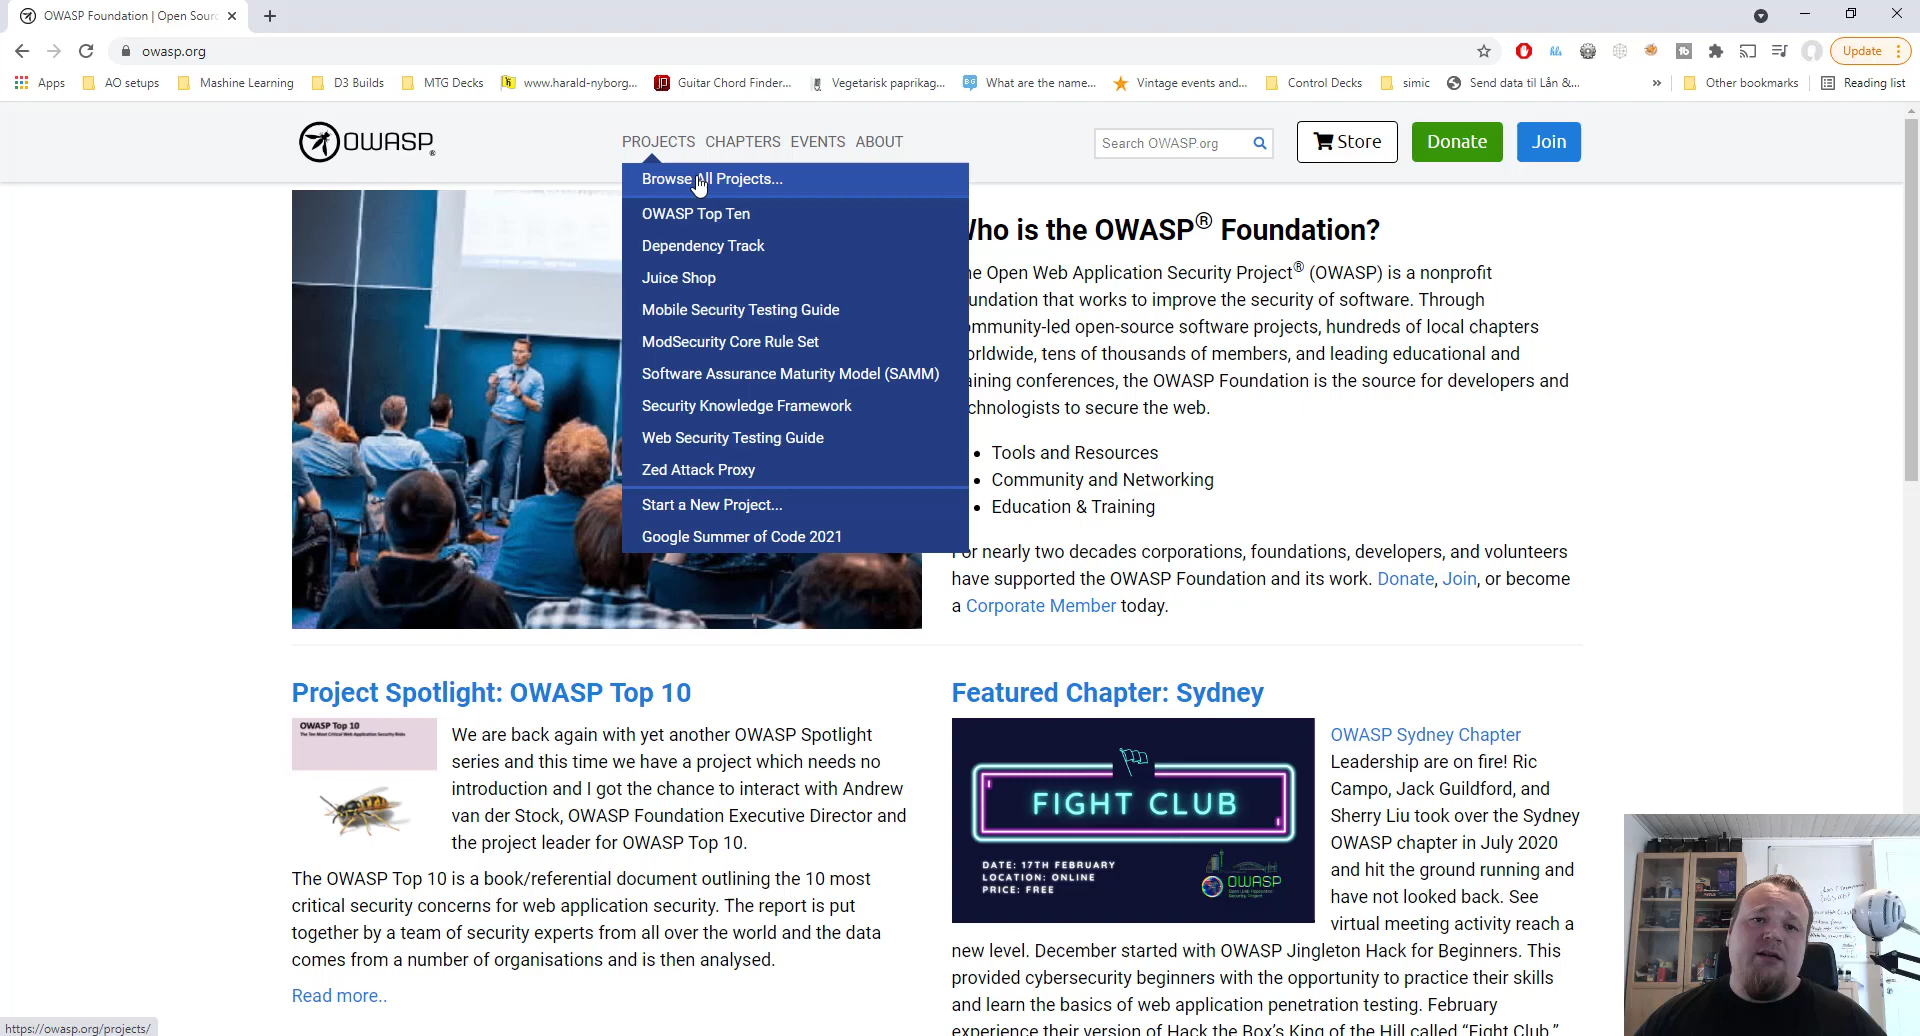 OWASP Foundation | Open Sourc
owasp.org
Update
Apps
AO setups
Mashine Learning
D3 Builds
MTG Decks
www.harald-nyborg...
Guitar Chord Finder...
Vegetarisk paprikag...
What are the name...
Vintage events and...
Control Decks
simic
Send data til Lån &...
»
Other bookmarks
Reading list
OWASP®
PROJECTS CHAPTERS EVENTS ABOUT
Search OWASP.org
Store
Donate
Join
Browse All Projects...
OWASP Top Ten
Dependency Track
Juice Shop
Mobile Security Testing Guide
ModSecurity Core Rule Set
Software Assurance Maturity Model (SAMM)
Security Knowledge Framework
Web Security Testing Guide
Zed Attack Proxy
Start a New Project...
Google Summer of Code 2021
Who is the OWASP® Foundation?
The Open Web Application Security Project® (OWASP) is a nonprofit
foundation that works to improve the security of software. Through
community-led open-source software projects, hundreds of local chapters
worldwide, tens of thousands of members, and leading educational and
training conferences, the OWASP Foundation is the source for developers and
technologists to secure the web.
• Tools and Resources
• Community and Networking
• Education & Training
For nearly two decades corporations, foundations, developers, and volunteers
have supported the OWASP Foundation and its work. Donate, Join, or become
a Corporate Member today.
Project Spotlight: OWASP Top 10
OWASP Top 10
The Ten Most Critical Web Application Security Risks
We are back again with yet another OWASP Spotlight
series and this time we have a project which needs no
introduction and I got the chance to interact with Andrew
van der Stock, OWASP Foundation Executive Director and
the project leader for OWASP Top 10.
The OWASP Top 10 is a book/referential document outlining the 10 most
critical security concerns for web application security. The report is put
together by a team of security experts from all over the world and the data
comes from a number of organisations and is then analysed.
Read more..
Featured Chapter: Sydney
FIGHT CLUB
DATE: 17TH FEBRUARY
LOCATION: ONLINE
PRICE: FREE
OWASP
OWASP Sydney Chapter
Leadership are on fire! Ric
Campo, Jack Guildford, and
Sherry Liu took over the Sydney
OWASP chapter in July 2020
and hit the ground running and
have not looked back. See
virtual meeting activity reach a
new level. December started with OWASP Jingleton Hack for Beginners. This
provided cybersecurity beginners with the opportunity to practice their skills
and learn the basics of web application penetration testing. February
experience their version of Hack the Box's King of the Hill called “Fight Club.”
https://owasp.org/projects/